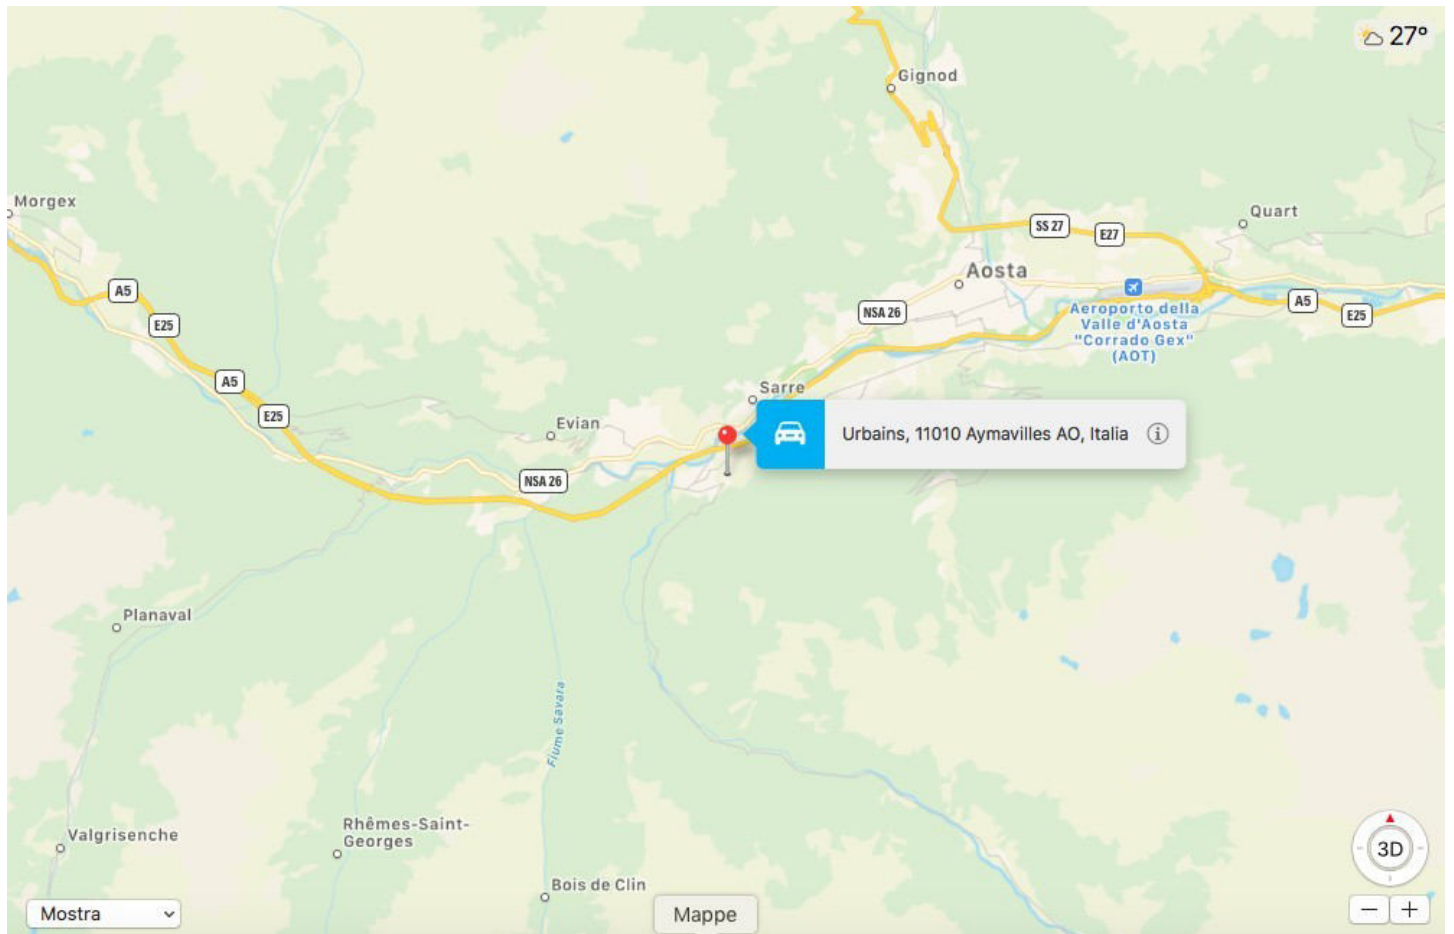 27°
Gignod
Morgex
Quart
SS 27
E27
Aosta
A5
E25
NSA 26
Aeroporto della
Valle d'Aosta
"Corrado Gex"
(AOT)
A5
E25
A5
E25
Sarre
Evian
Urbains, 11010 Aymavilles AO, Italia
NSA 26
Planaval
Fiume Savara
Valgrisenche
Rhêmes-Saint-
Georges
3D
Bois de Clin
Mostra
Mappe